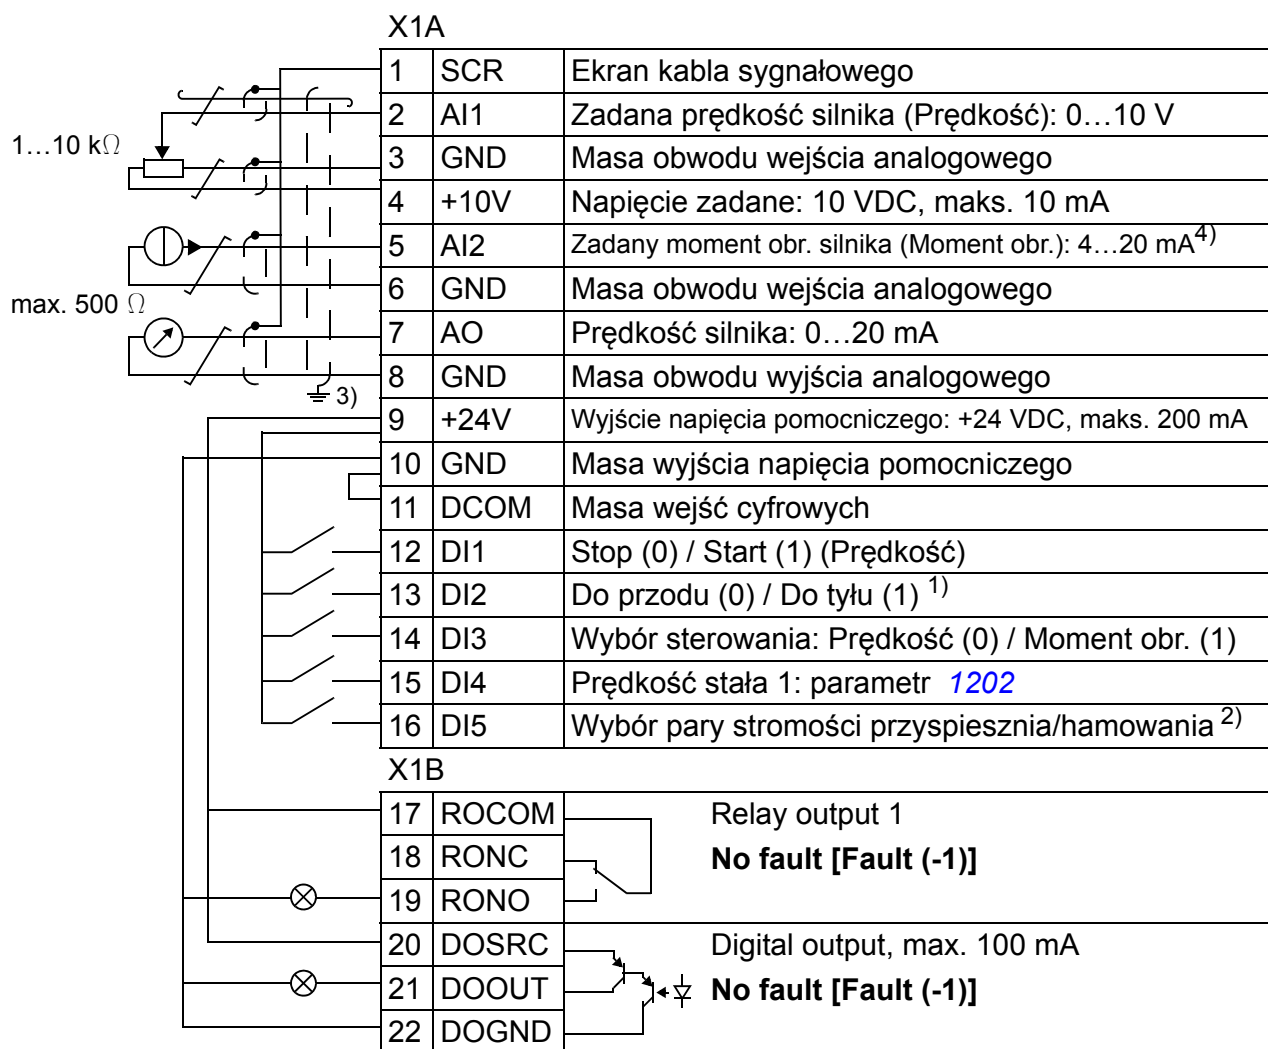 X1A
1 SCR Ekran kabla sygnałowego
2 AI1 Zadana prędkość silnika (Prędkość): 0…10 V
1…10 kΩ
3 GND Masa obwodu wejścia analogowego
4 +10V Napięcie zadane: 10 VDC, maks. 10 mA
5 AI2 Zadany moment obr. silnika (Moment obr.): 4…20 mA4)
6 GND Masa obwodu wejścia analogowego
max. 500 Ω
7 AO Prędkość silnika: 0…20 mA
8 GND Masa obwodu wyjścia analogowego
3)
9 +24V Wyjście napięcia pomocniczego: +24 VDC, maks. 200 mA
10 GND Masa wyjścia napięcia pomocniczego
11 DCOM Masa wejść cyfrowych
12 DI1 Stop (0) / Start (1) (Prędkość)
13 DI2 Do przodu (0) / Do tyłu (1) 1)
14 DI3 Wybór sterowania: Prędkość (0) / Moment obr. (1)
15 DI4 Prędkość stała 1: parametr 1202
16 DI5 Wybór pary stromości przyspiesznia/hamowania 2)
X1B
17 ROCOM Relay output 1
18 RONC No fault [Fault (-1)]
19 RONO
20 DOSRC Digital output, max. 100 mA
21 DOOUT No fault [Fault (-1)]
22 DOGND